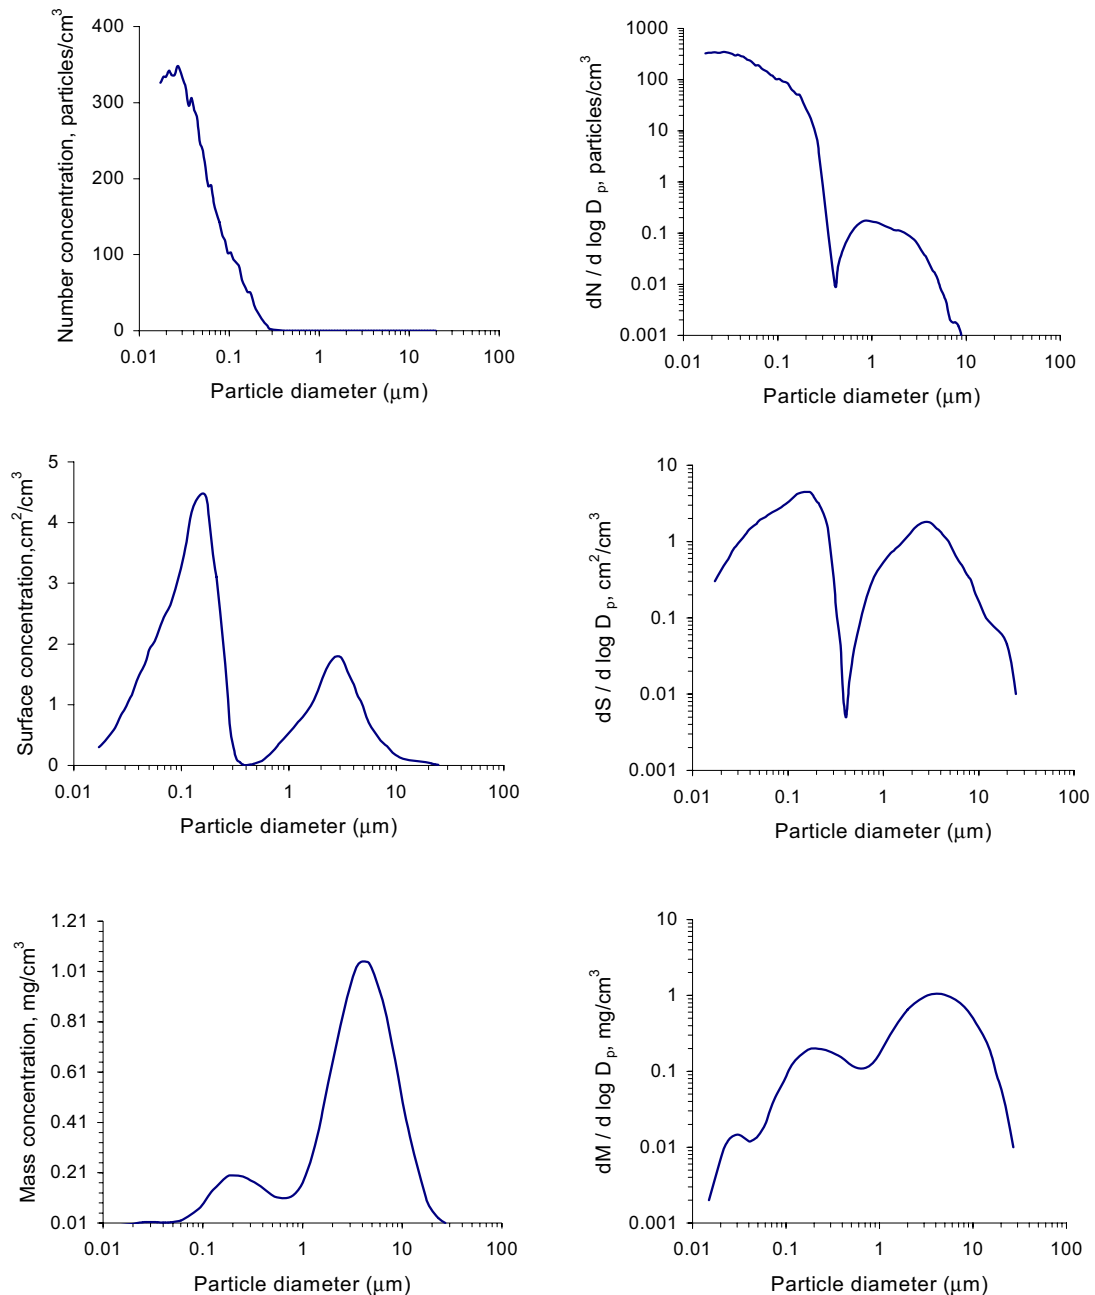 Number concentration, particles/cm3
400
300
200
100
0
0.01 0.1 1 10 100
Particle diameter (μm)
dN / d log D p, particles/cm3
1000
100
10
1
0.1
0.01
0.001
0.01 0.1 1 10 100
Particle diameter (μm)
Surface concentration,cm2/cm3
5
4
3
2
1
0
0.01 0.1 1 10 100
Particle diameter (μm)
dS / d log D p, cm2/cm3
10
1
0.1
0.01
0.001
0.01 0.1 1 10 100
Particle diameter (μm)
Mass concentration, mg/cm3
1.21
1.01
0.81
0.61
0.41
0.21
0.01
0.01 0.1 1 10 100
Particle diameter (μm)
dM / d log D p, mg/cm3
10
1
0.1
0.01
0.001
0.01 0.1 1 10 100
Particle diameter (μm)